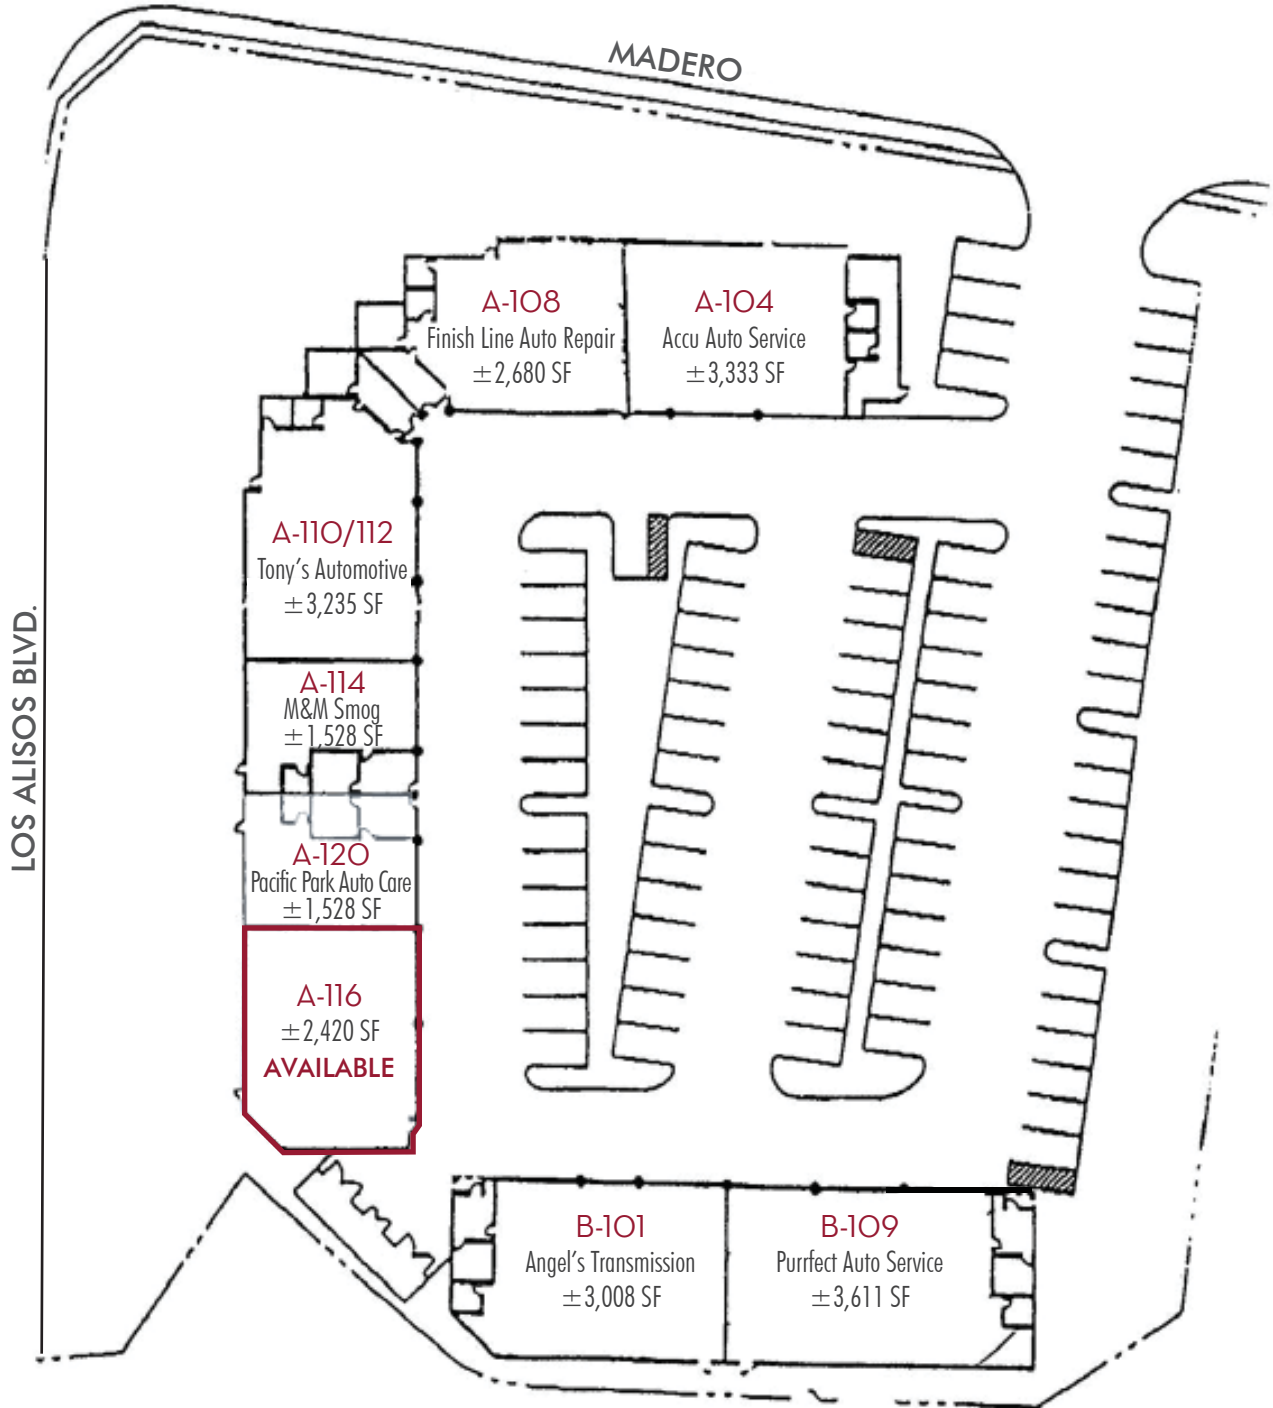 MADERO
A-108
Finish Line Auto Repair
±2,680 SF
A-104
Accu Auto Service
±3,333 SF
A-110/112
Tony's Automotive
±3,235 SF
A-114
M&M Smog
±1,528 SF
A-120
Pacific Park Auto Care
±1,528 SF
A-116
±2,420 SF
AVAILABLE
LOS ALISOS BLVD.
B-101
Angel's Transmission
±3,008 SF
B-109
Purrfect Auto Service
±3,611 SF